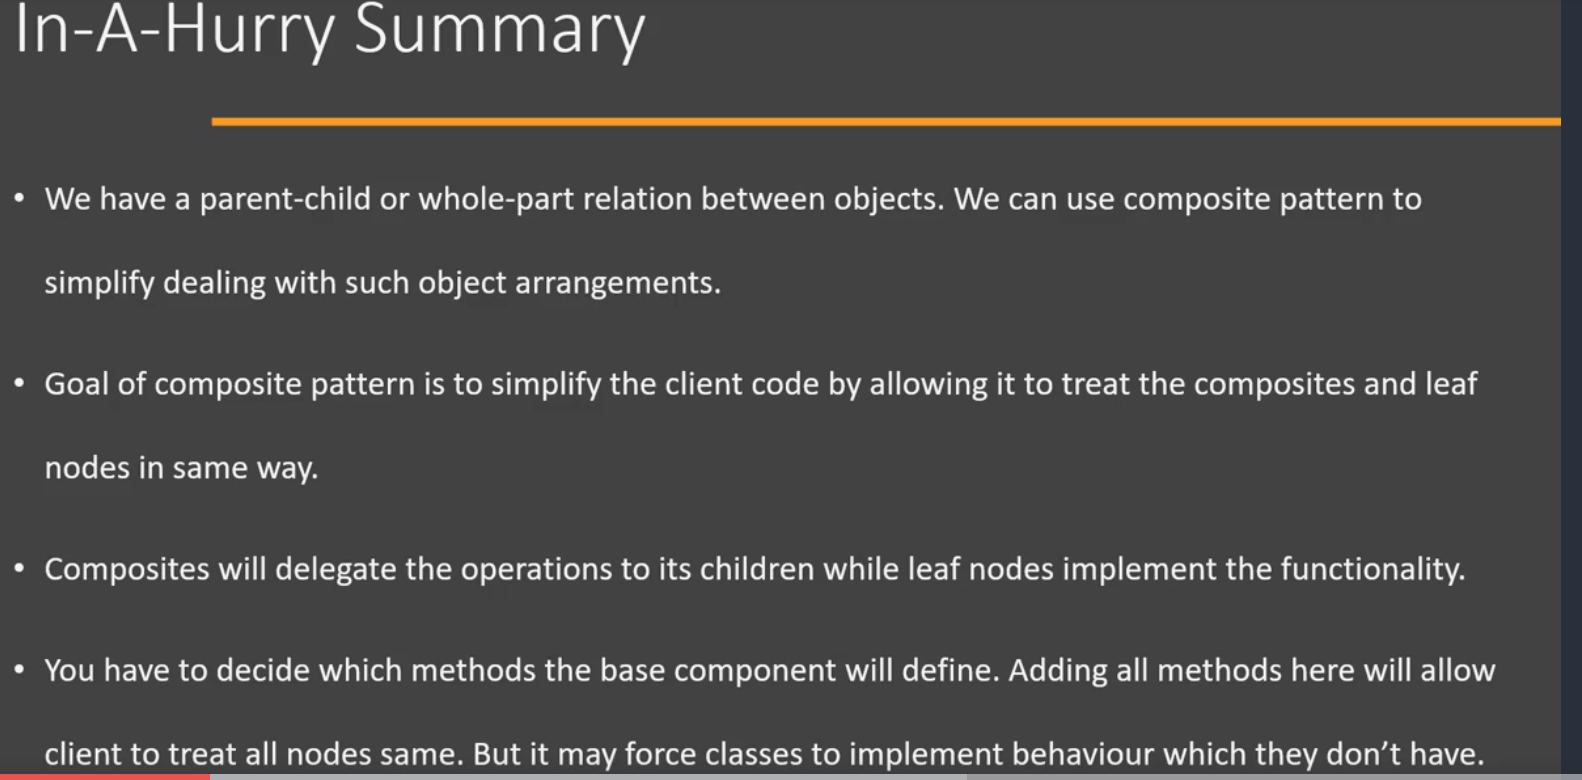 In-A-Hurry Summary
• We have a parent-child or whole-part relation between objects. We can use composite pattern to
simplify dealing with such object arrangements.
• Goal of composite pattern is to simplify the client code by allowing it to treat the composites and leaf
nodes in same way.
• Composites will delegate the operations to its children while leaf nodes implement the functionality.
• You have to decide which methods the base component will define. Adding all methods here will allow
client to treat all nodes same. But it may force classes to implement behaviour which they don’t have.